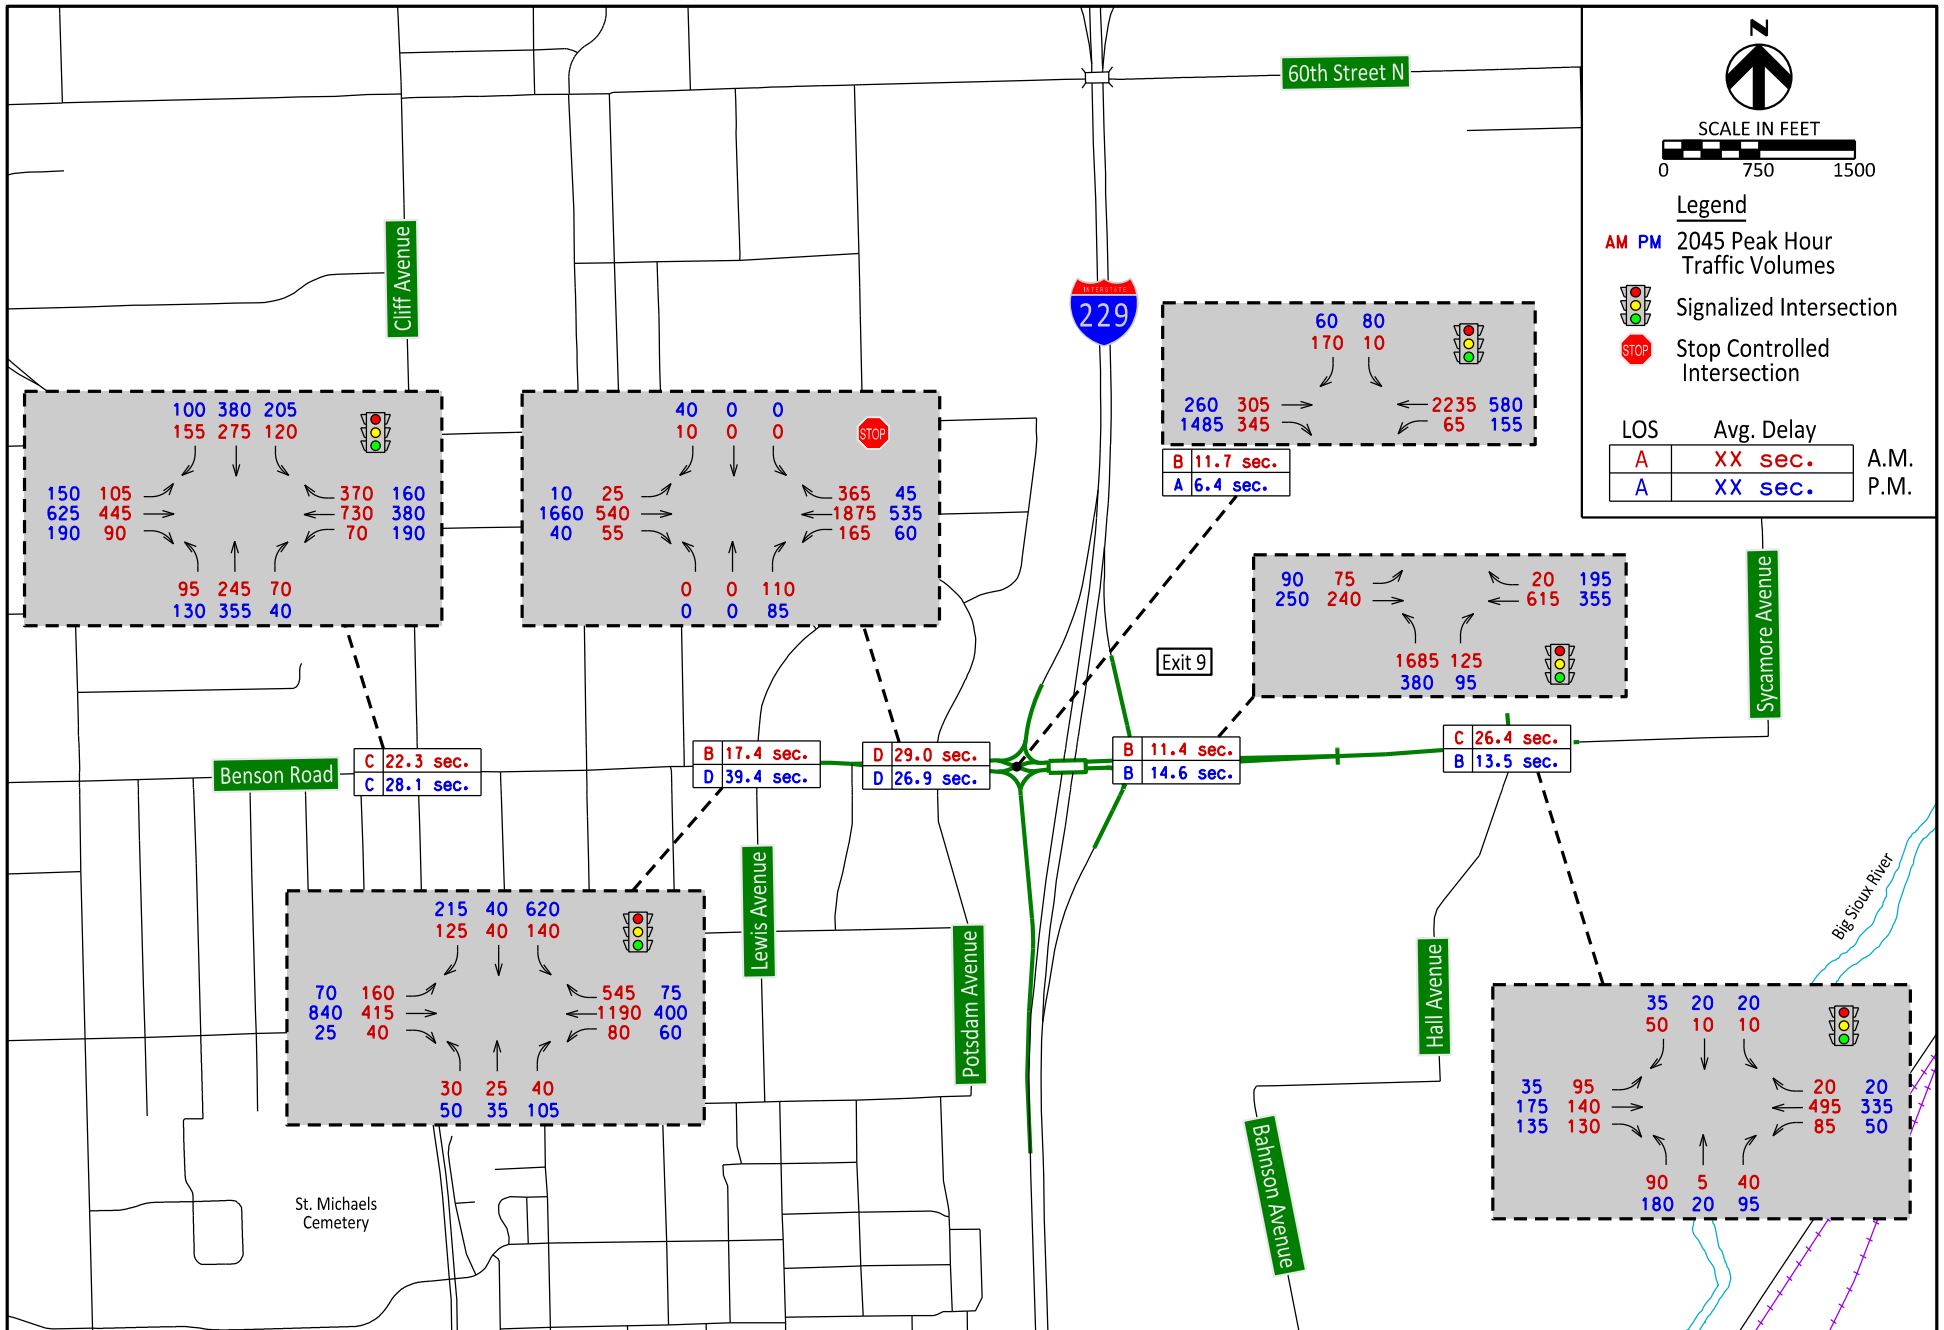 60th Street N
N
SCALE IN FEET
0 750 1500
Legend
AM PM 2045 Peak Hour
Traffic Volumes
Signalized Intersection
STOP Stop Controlled
Intersection
LOS Avg. Delay
A XX sec. A.M.
A XX sec. P.M.
Cliff Avenue
INTERSTATE
229
100 380 205
155 275 120
150 105 370 160
625 445 730 380
190 90 70 190
95 245 70
130 355 40
40 0 0
10 0 0
STOP
10 25 365 45
1660 540 1875 535
40 55 165 60
0 0 110
0 0 85
60 80
170 10
260 305 2235 580
1485 345 65 155
B 11.7 sec.
A 6.4 sec.
90 75 20 195
250 240 615 355
1685 125
380 95
Exit 9
Sycamore Avenue
Benson Road
C 22.3 sec.
C 28.1 sec.
B 17.4 sec.
D 39.4 sec.
D 29.0 sec.
D 26.9 sec.
B 11.4 sec.
B 14.6 sec.
C 26.4 sec.
B 13.5 sec.
215 40 620
125 40 140
70 160 545 75
840 415 1190 400
25 40 80 60
30 25 40
50 35 105
Lewis Avenue
Potsdam Avenue
Hall Avenue
Bahnson Avenue
Big Sioux River
35 20 20
50 10 10
35 95 20 20
175 140 495 335
135 130 85 50
90 5 40
180 20 95
St. Michaels
Cemetery